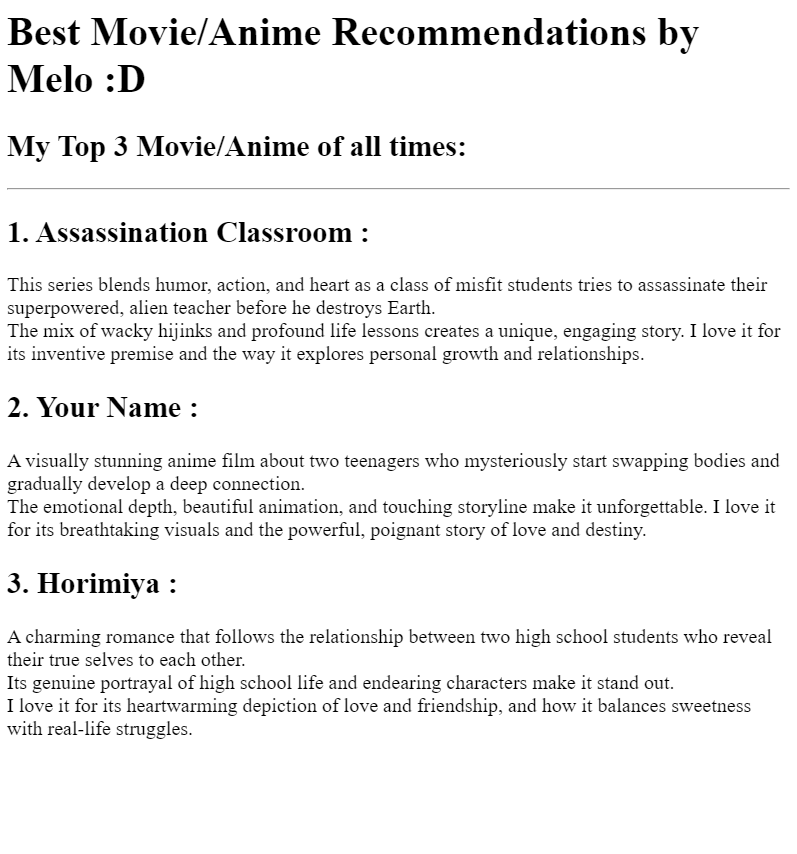 Best Movie/Anime Recommendations by
Melo :D
My Top 3 Movie/Anime of all times:
1. Assassination Classroom :
This series blends humor, action, and heart as a class of misfit students tries to assassinate their
superpowered, alien teacher before he destroys Earth.
The mix of wacky hijinks and profound life lessons creates a unique, engaging story. I love it for
its inventive premise and the way it explores personal growth and relationships.
2. Your Name :
A visually stunning anime film about two teenagers who mysteriously start swapping bodies and
gradually develop a deep connection.
The emotional depth, beautiful animation, and touching storyline make it unforgettable. I love it
for its breathtaking visuals and the powerful, poignant story of love and destiny.
3. Horimiya :
A charming romance that follows the relationship between two high school students who reveal
their true selves to each other.
Its genuine portrayal of high school life and endearing characters make it stand out.
I love it for its heartwarming depiction of love and friendship, and how it balances sweetness
with real-life struggles.